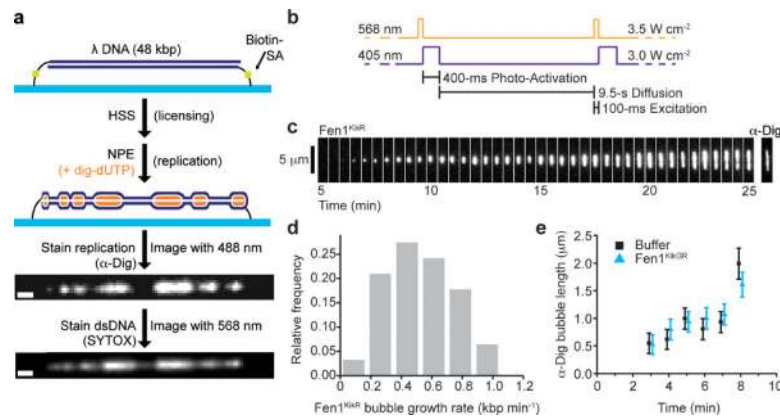 a
λ DNA (48 kbp)
Biotin-
SA
HSS
(licensing)
NPE
(+ dig-dUTP)
(replication)
Stain replication
(α-Dig)
Image with 488 nm
Stain dsDNA
(SYTOX)
Image with 568 nm
b
568 nm
3.5 W cm-2
405 nm
3.0 W cm-2
400-ms Photo-Activation
9.5-s Diffusion
100-ms Excitation
c
Fen1KikR
α-Dig
5 μm
5 10 15 20 25
Time (min)
d
Relative frequency
0.25
0.20
0.15
0.10
0.05
0.00
0.0 0.2 0.4 0.6 0.8 1.0 1.2
Fen1KikR bubble growth rate (kbp min-1)
e
Buffer
Fen1KikGR
α-Dig bubble length (μm)
2.5
2.0
1.5
1.0
0.5
0.0
0 2 4 6 8 10
Time (min)